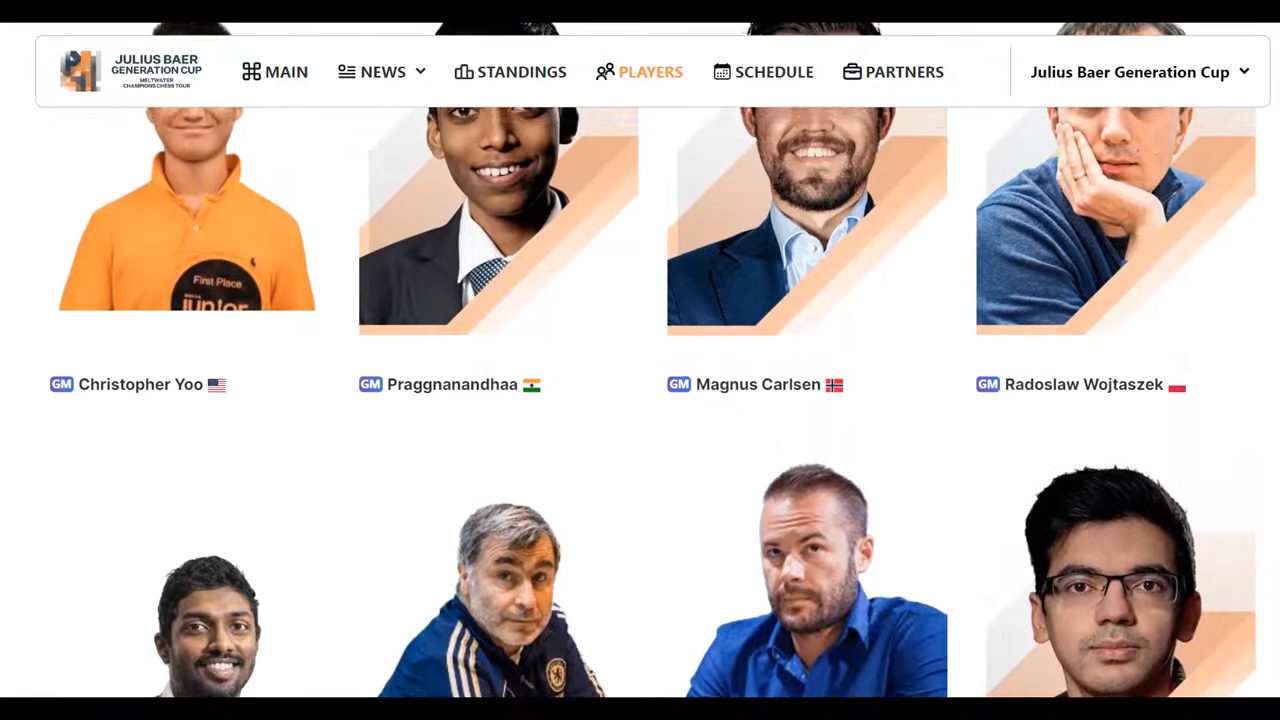 JULIUS BAER
GENERATION CUP
MELTWATER
CHAMPIONS CHESS TOUR
MAIN
NEWS
STANDINGS
PLAYERS
SCHEDULE
PARTNERS
Julius Baer Generation Cup
First Place
junior
GM Christopher Yoo
GM Praggnanandhaa
GM Magnus Carlsen
GM Radoslaw Wojtaszek